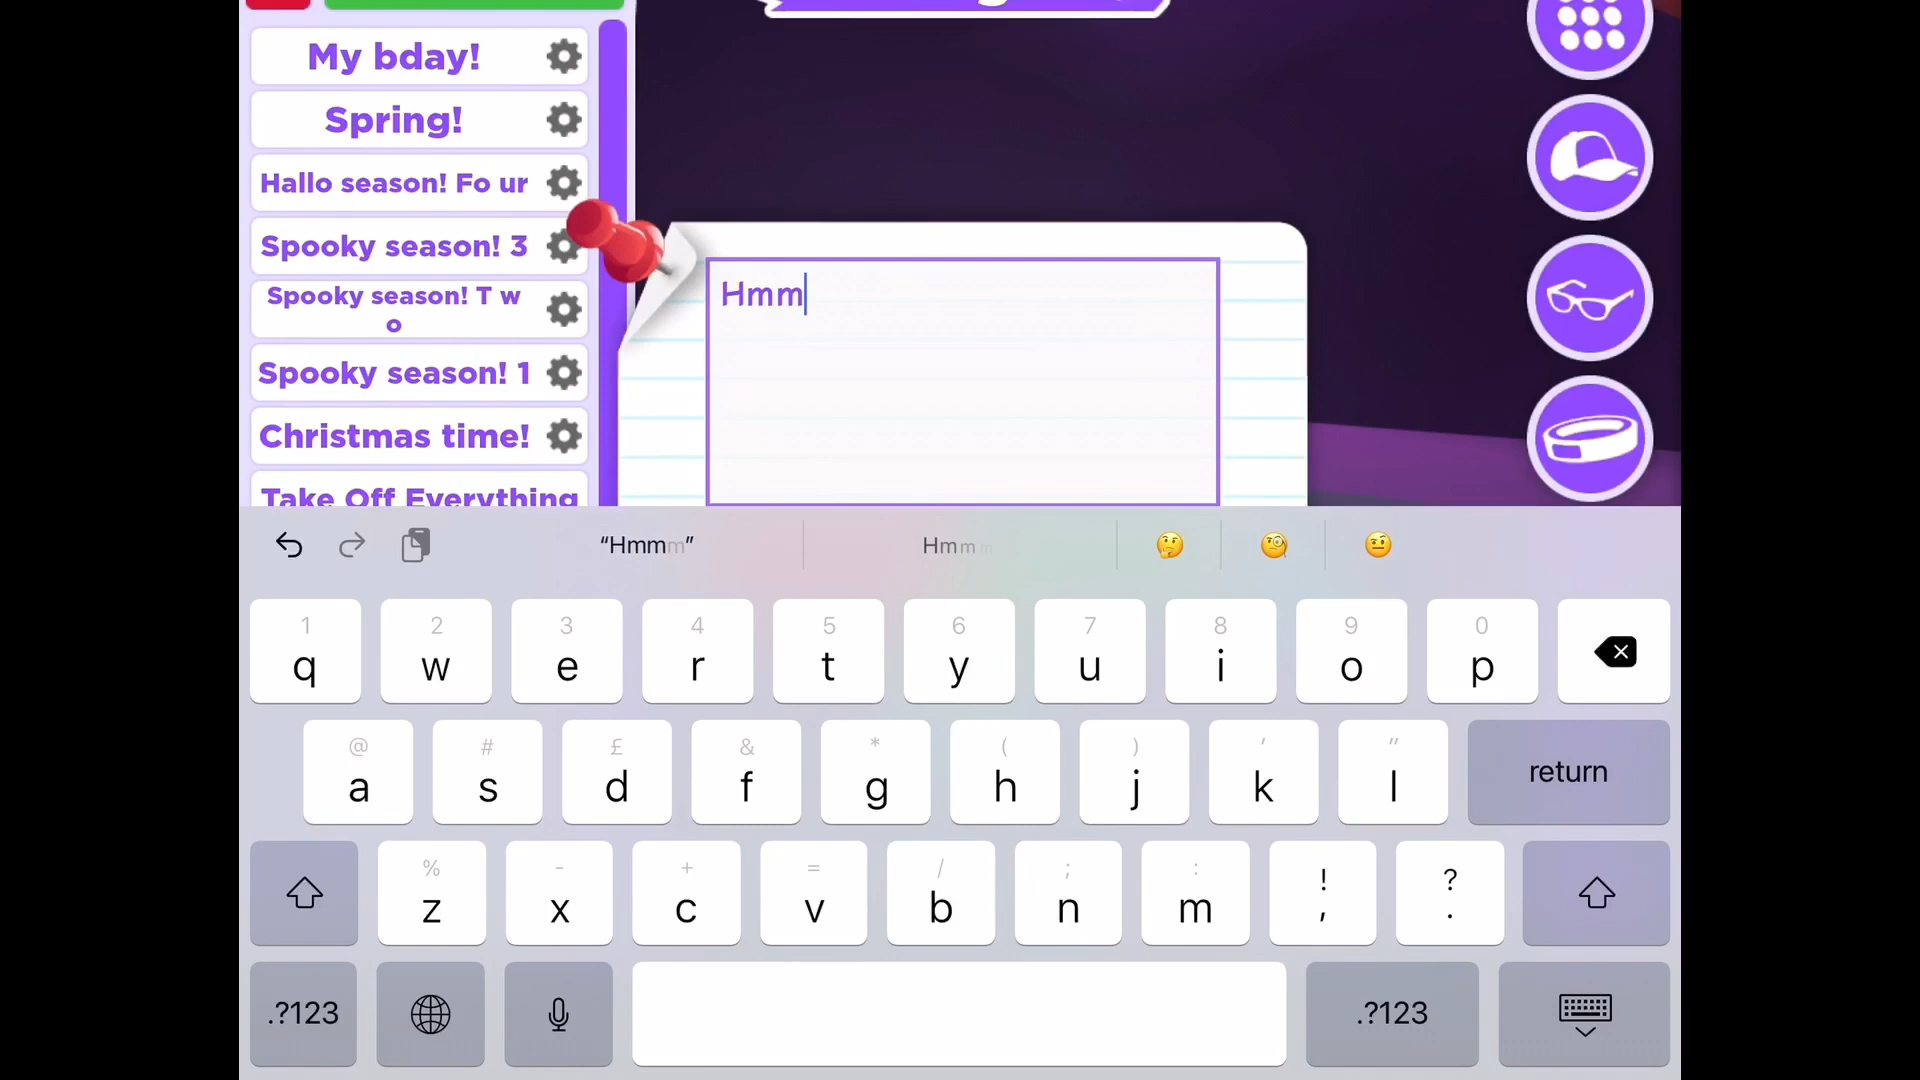 My bday!
Spring!
Hallo season! Fo ur
Spooky season! 3
Spooky season! T w
o
Spooky season! 1
Christmas time!
Take Off Everything
Hmm
“Hmmm” Hmmm
1 2 3 4 5 6 7 8 9 0
q w e r t y u i o p
@ # £ & * ( ) ’ ”
a s d f g h j k l return
% - + = / ; : ! ?
z x c v b n m , .
.?123 .?123